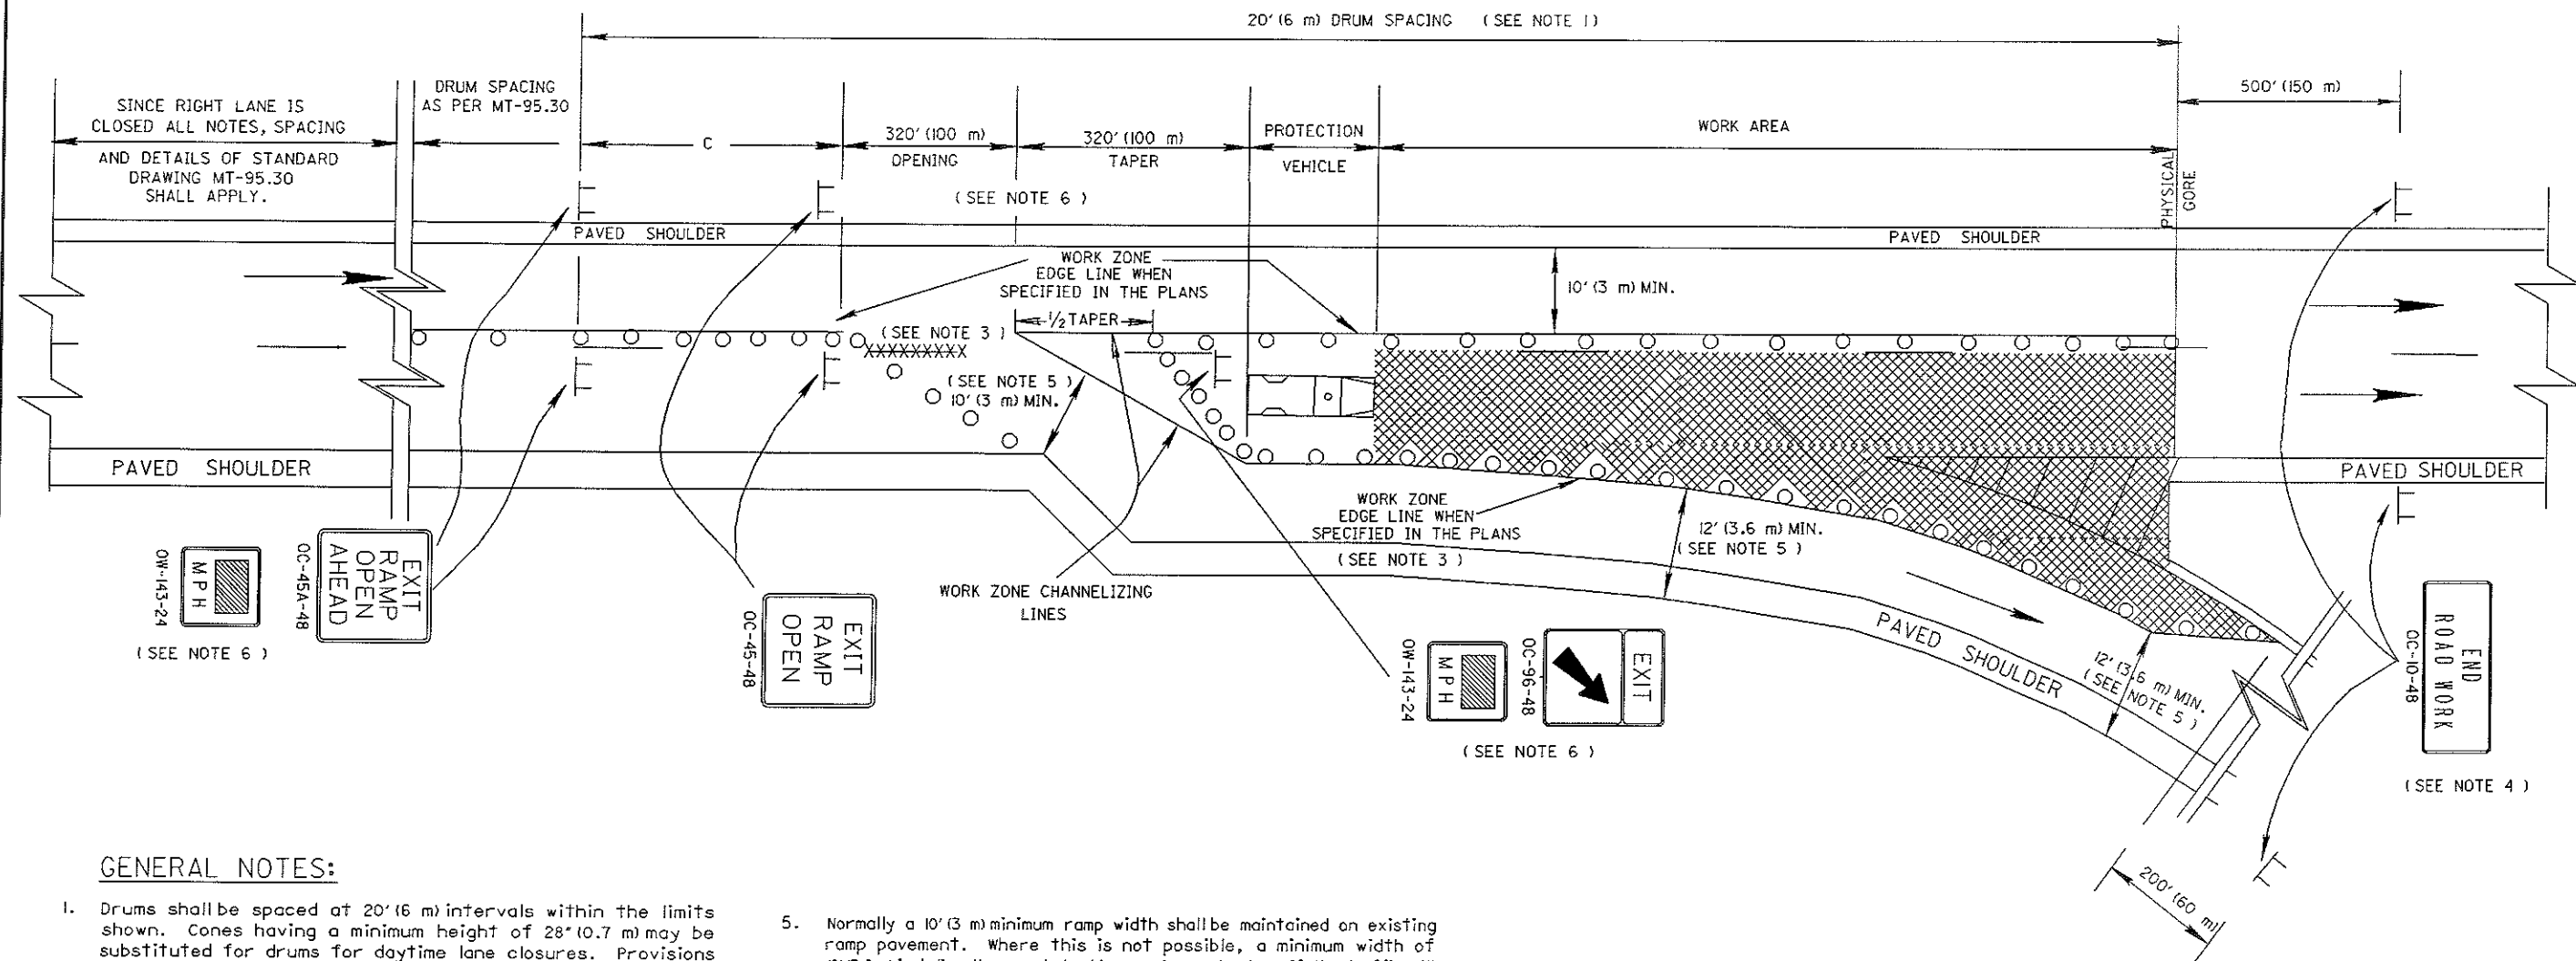 20' (6 m) DRUM SPACING (SEE NOTE 1)
SINCE RIGHT LANE IS
CLOSED ALL NOTES, SPACING
AND DETAILS OF STANDARD
DRAWING MT-95.30
SHALL APPLY.
DRUM SPACING
AS PER MT-95.30
C
320' (100 m)
OPENING
320' (100 m)
TAPER
PROTECTION
VEHICLE
WORK AREA
PHYSICAL
GORE
500' (150 m)
(SEE NOTE 6)
PAVED SHOULDER
PAVED SHOULDER
WORK ZONE
EDGE LINE WHEN
SPECIFIED IN THE PLANS
10' (3 m) MIN.
1/2 TAPER
(SEE NOTE 3)
XXXXXXXXX
(SEE NOTE 5)
10' (3 m) MIN.
PAVED SHOULDER
PAVED SHOULDER
WORK ZONE
EDGE LINE WHEN
SPECIFIED IN THE PLANS
(SEE NOTE 3)
12' (3.6 m) MIN.
(SEE NOTE 5)
WORK ZONE CHANNELIZING
LINES
PAVED SHOULDER
12' (3.6 m) MIN.
(SEE NOTE 5)
MPH
OW-143-24
(SEE NOTE 6)
EXIT
RAMP
OPEN
AHEAD
OC-45A-48
EXIT
RAMP
OPEN
OC-45-48
MPH
OW-143-24
EXIT
OC-96-48
(SEE NOTE 6)
END
ROAD WORK
OC-10-48
(SEE NOTE 4)
200' (60 m)
GENERAL NOTES:
1. Drums shall be spaced at 20' (6 m) intervals within the limits
shown. Cones having a minimum height of 28" (0.7 m) may be
substituted for drums for daytime lane closures. Provisions
5. Normally a 10' (3 m) minimum ramp width shall be maintained on existing
ramp pavement. Where this is not possible, a minimum width of